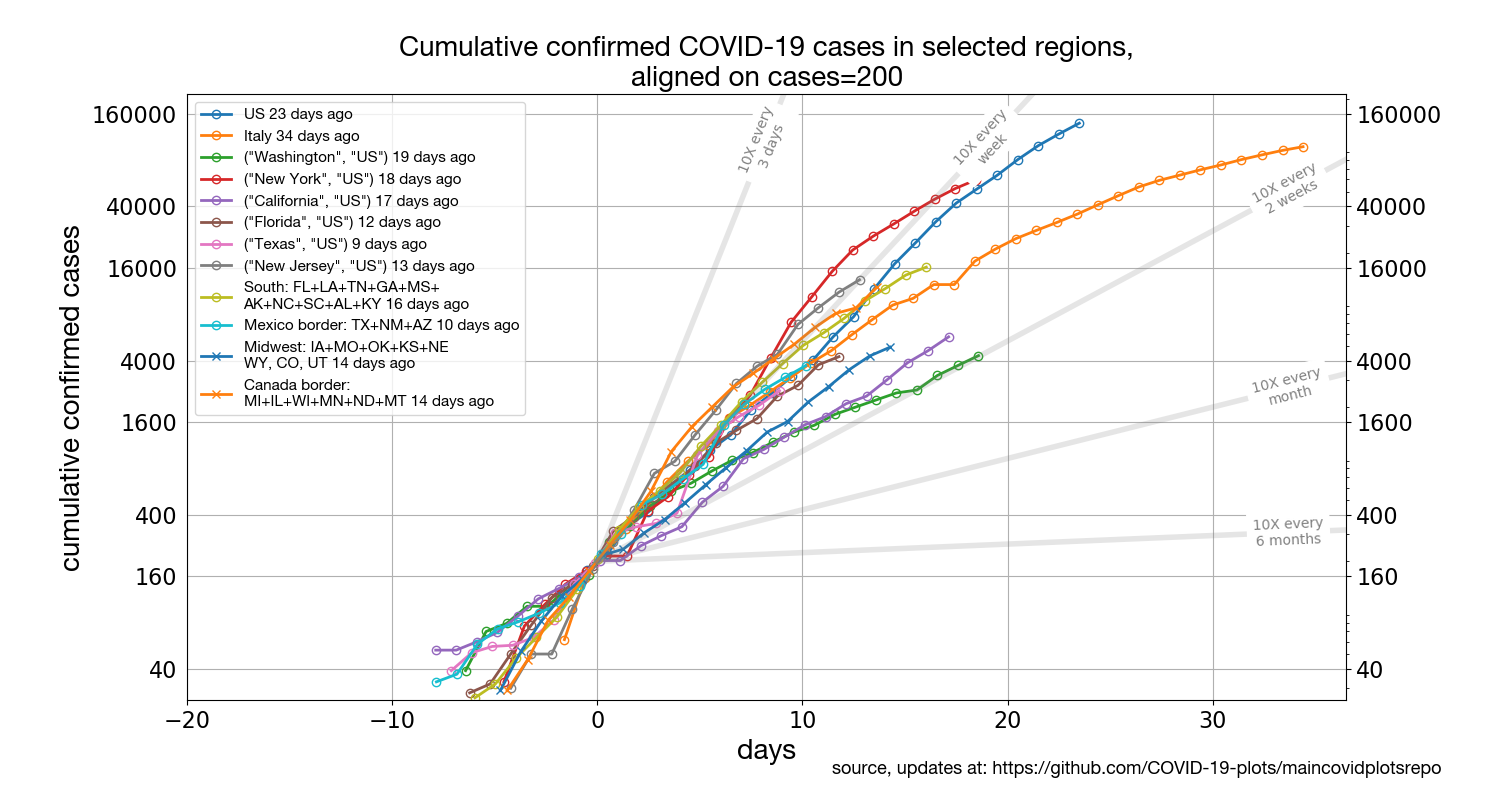 Cumulative confirmed COVID-19 cases in selected regions,
aligned on cases=200
160000
40000
16000
4000
1600
400
160
40
cumulative confirmed cases
US 23 days ago
Italy 34 days ago
("Washington", "US") 19 days ago
("New York", "US") 18 days ago
("California", "US") 17 days ago
("Florida", "US") 12 days ago
("Texas", "US") 9 days ago
("New Jersey", "US") 13 days ago
South: FL+LA+TN+GA+MS+
AK+NC+SC+AL+KY 16 days ago
Mexico border: TX+NM+AZ 10 days ago
Midwest: IA+MO+OK+KS+NE
WY, CO, UT 14 days ago
Canada border:
MI+IL+WI+MN+ND+MT 14 days ago
10X every
3 days
10X every
week
10X every
2 weeks
10X every
month
10X every
6 months
160000
40000
16000
4000
1600
400
160
40
−20
−10
0
10
20
30
days
source, updates at: https://github.com/COVID-19-plots/maincovidplotsrepo